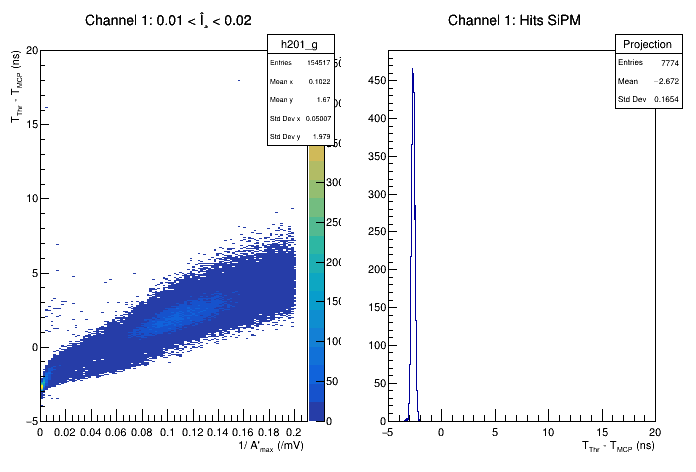 Channel 1: 0.01 < Î¸ < 0.02
h201_g
Entries 154517
Mean x 0.1022
Mean y 1.67
Std Dev x 0.05007
Std Dev y 1.979
T_Thr - T_MCP (ns)
20
15
10
5
0
−5
0 0.02 0.04 0.06 0.08 0.1 0.12 0.14 0.16 0.18 0.2
1/ A'_max (/mV)
350
300
250
200
150
100
50
0
Channel 1: Hits SiPM
Projection
Entries 7774
Mean −2.672
Std Dev 0.1654
450
400
350
300
250
200
150
100
50
0
−5 0 5 10 15 20
T_Thr - T_MCP (ns)